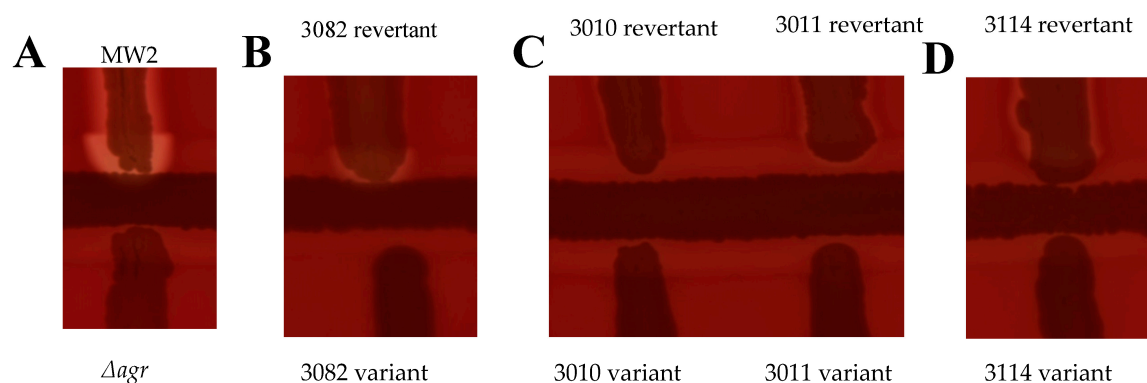 A
MW2
Δagr
B
3082 revertant
3082 variant
C
3010 revertant
3011 revertant
3010 variant
3011 variant
D
3114 revertant
3114 variant